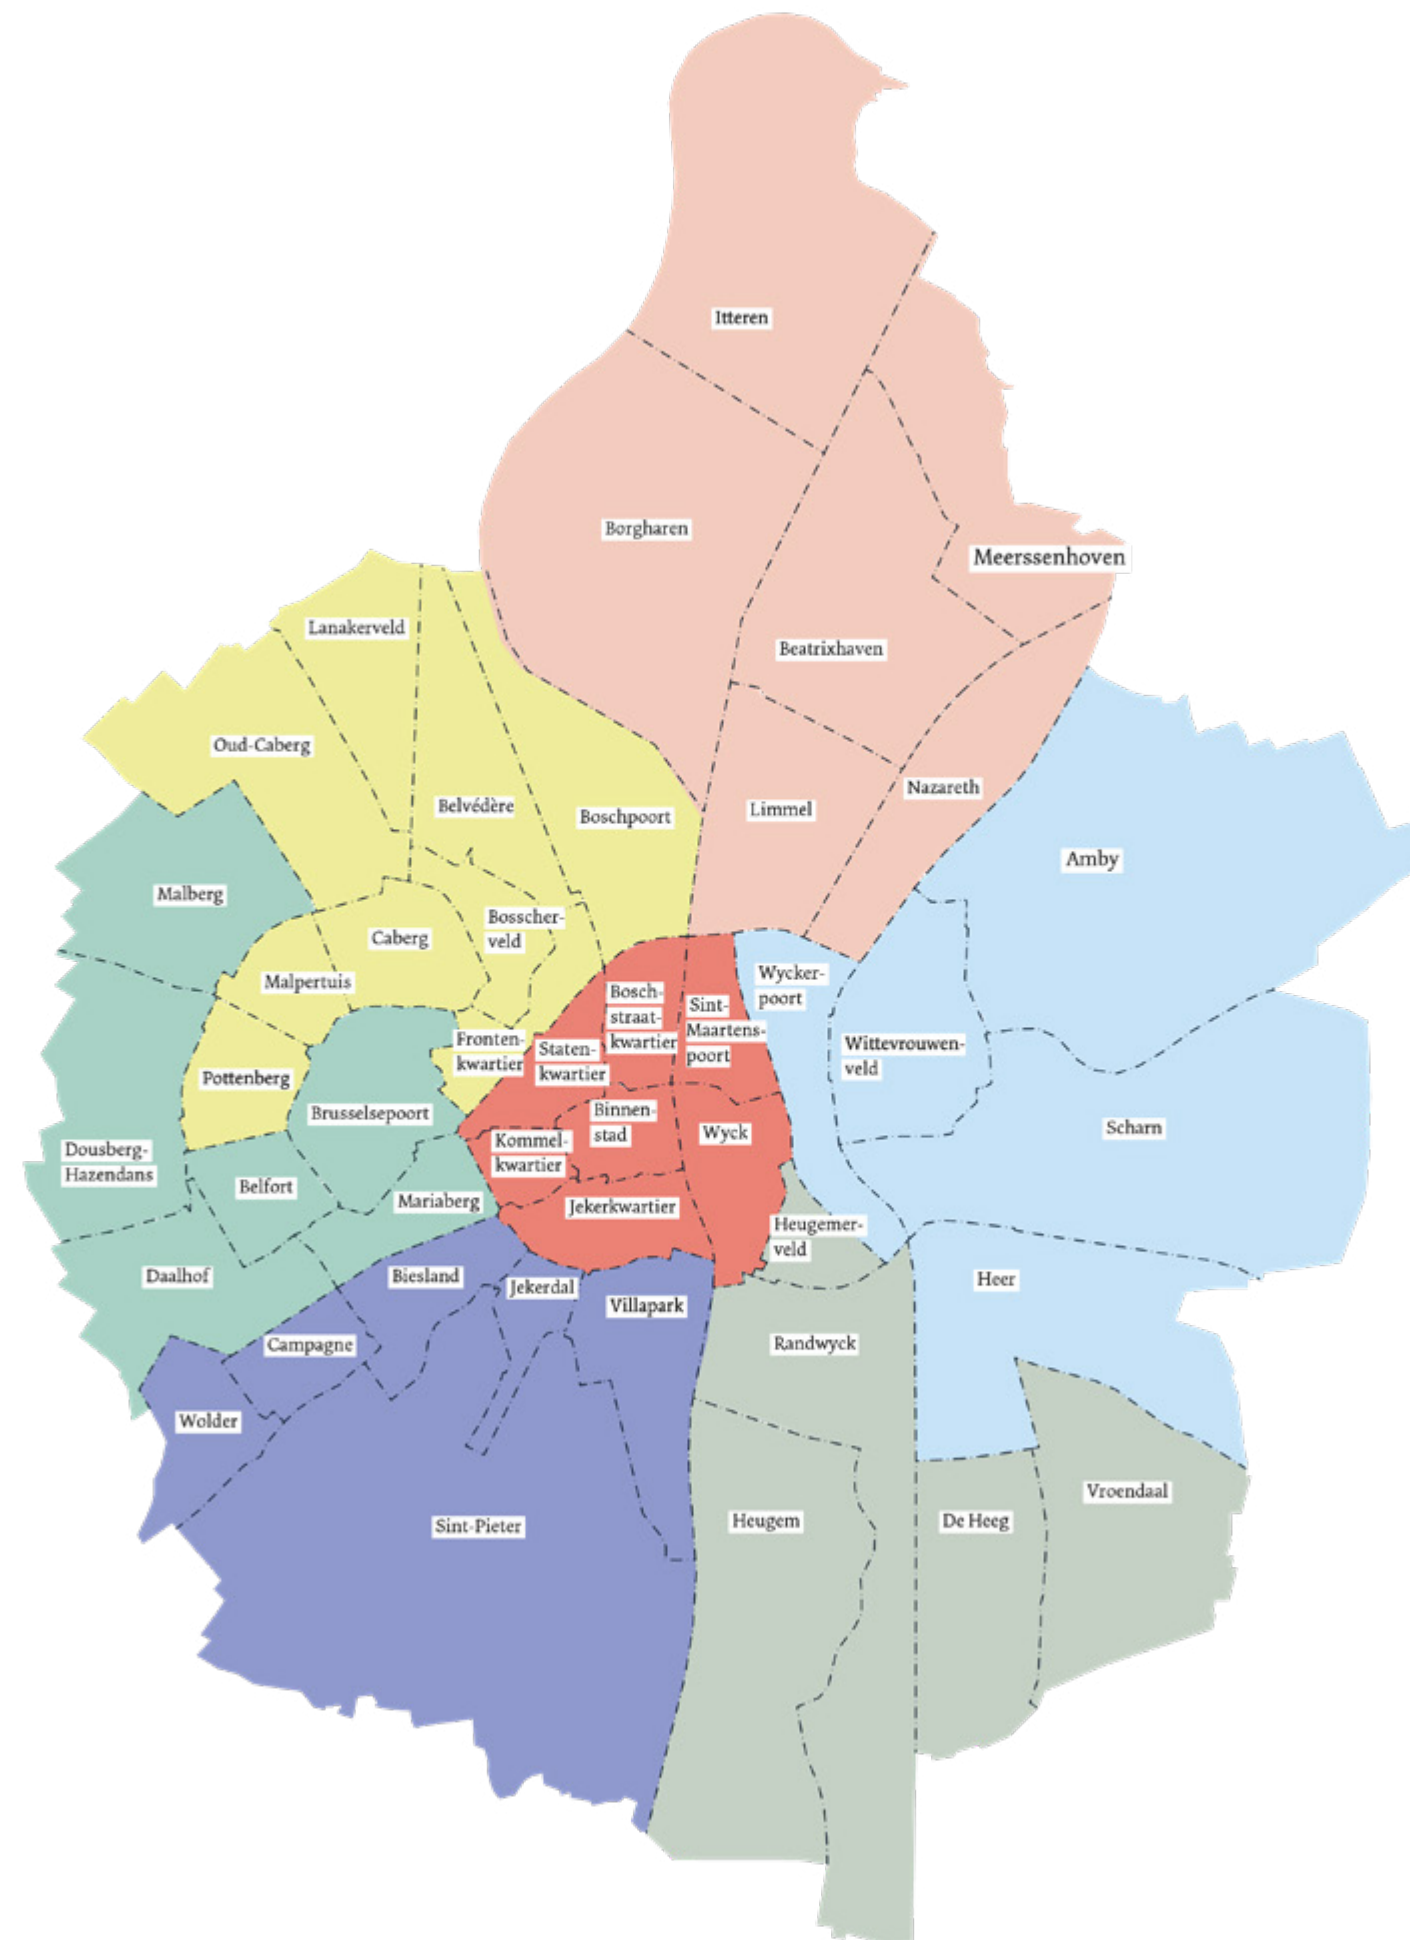 Itteren
Borgharen
Meerssenhoven
Lanakerveld
Beatrixhaven
Oud-Caberg
Belvédère
Boschpoort
Limmel
Nazareth
Amby
Malberg
Caberg
Bosscher-
veld
Malpertuis
Wycker-
poort
Bosch-
straat-
kwartier
Sint-
Maartens-
poort
Fronten-
kwartier
Staten-
kwartier
Wittevrouwen-
veld
Pottenberg
Brusselsepoort
Binnen-
stad
Wyck
Scharn
Dousberg-
Hazendans
Kommel-
kwartier
Belfort
Mariaberg
Jekerkwartier
Heugemer-
veld
Daalhof
Biesland
Jekerdal
Villapark
Heer
Campagne
Randwyck
Wolder
Sint-Pieter
Heugem
De Heeg
Vroendaal